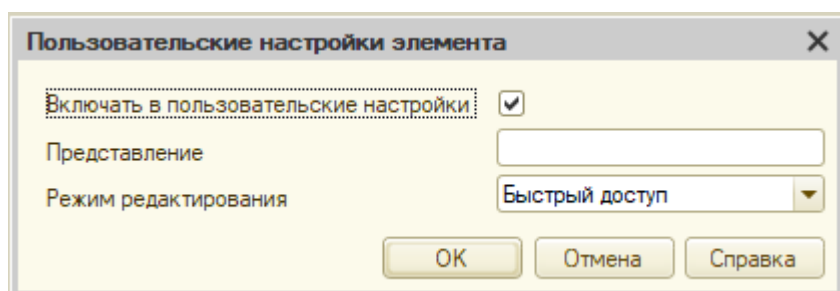 Пользовательские настройки элемента
Включать в пользовательские настройки
Представление
Режим редактирования Быстрый доступ
OK Отмена Справка